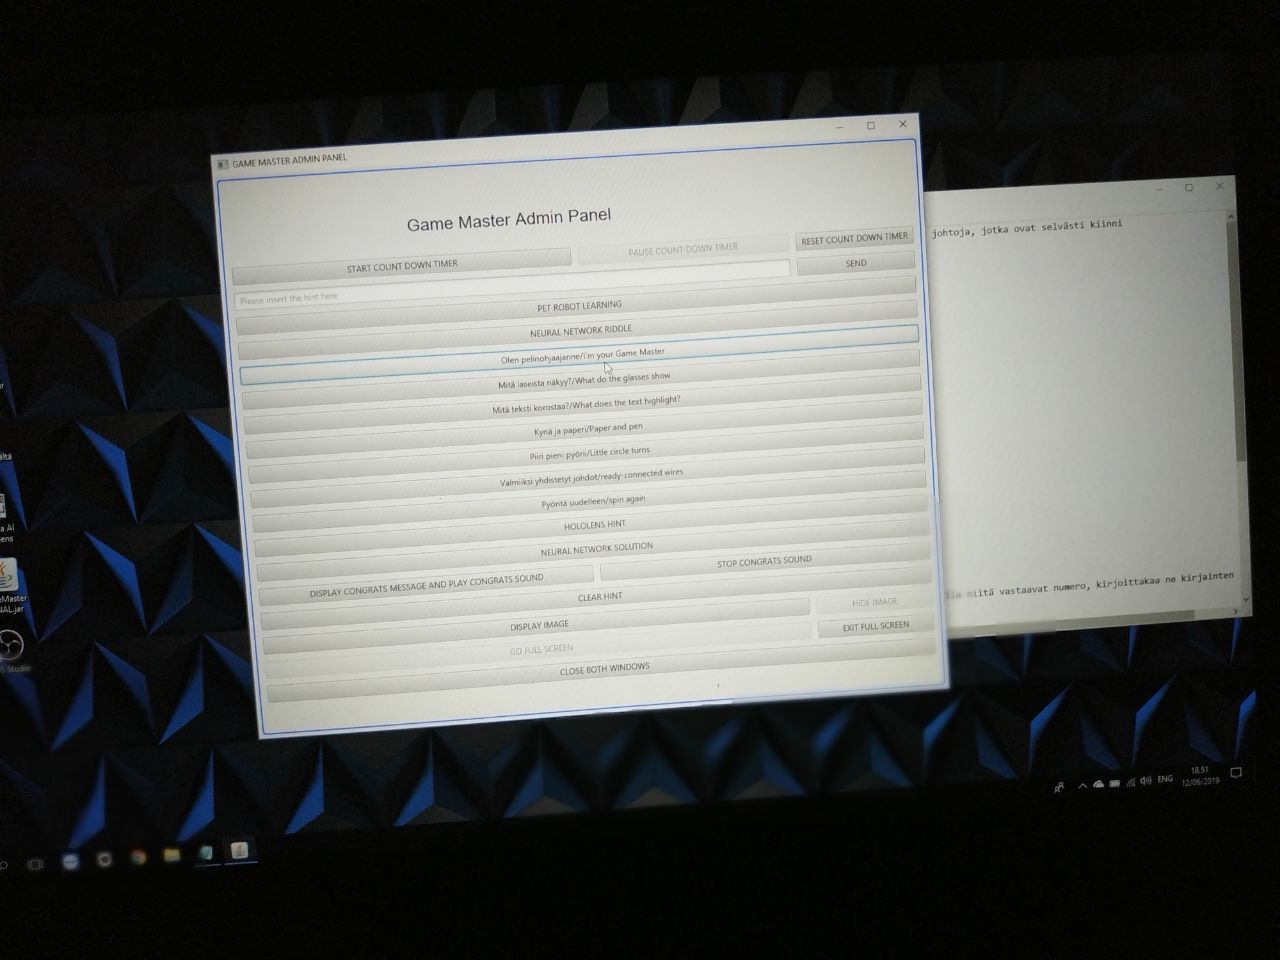 GAME MASTER ADMIN PANEL
Game Master Admin Panel
START COUNT DOWN TIMER
PAUSE COUNT DOWN TIMER
RESET COUNT DOWN TIMER
Please insert the hint here
SEND
PET ROBOT LEARNING
NEURAL NETWORK RIDDLE
Olen pelinohjaajanne/I'm your Game Master
Mitä laseista näkyy?/What do the glasses show
Mitä teksti korostaa?/What does the text highlight?
Kynä ja paperi/Paper and pen
Piiri pieni pyörii/Little circle turns
Valmiiksi yhdistetyt johdot/ready-connected wires
Pyöritä uudelleen/spin again
HOLOLENS HINT
NEURAL NETWORK SOLUTION
DISPLAY CONGRATS MESSAGE AND PLAY CONGRATS SOUND
STOP CONGRATS SOUND
CLEAR HINT
DISPLAY IMAGE
HIDE IMAGE
GO FULL SCREEN
EXIT FULL SCREEN
CLOSE BOTH WINDOWS
johtoja, jotka ovat selvästi kiinni
niitä vastaavat numero, kirjoittakaa ne kirjainten
Studio
ENG
18.51
12/06/2019